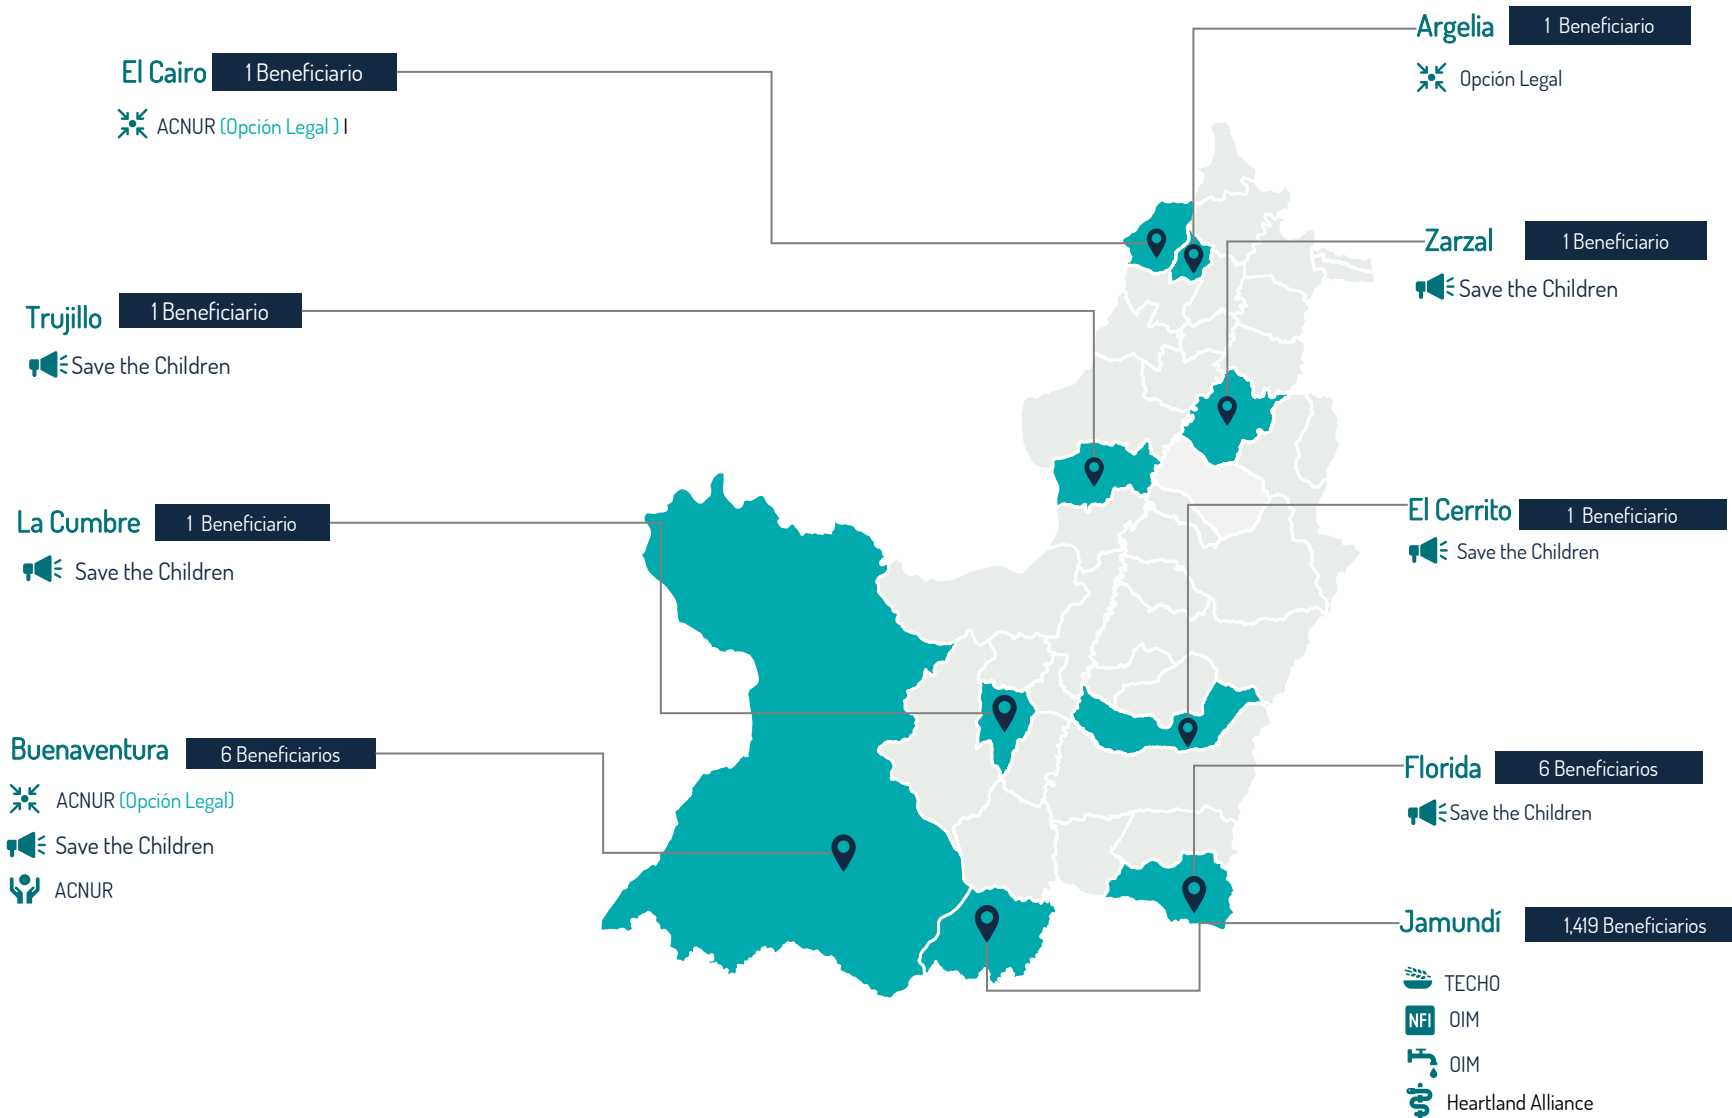 El Cairo 1 Beneficiario
ACNUR (Opción Legal ) |
Trujillo 1 Beneficiario
Save the Children
La Cumbre 1 Beneficiario
Save the Children
Buenaventura 6 Beneficiarios
ACNUR (Opción Legal)
Save the Children
ACNUR
Argelia 1 Beneficiario
Opción Legal
Zarzal 1 Beneficiario
Save the Children
El Cerrito 1 Beneficiario
Save the Children
Florida 6 Beneficiarios
Save the Children
Jamundí 1,419 Beneficiarios
TECHO
NFI OIM
OIM
Heartland Alliance